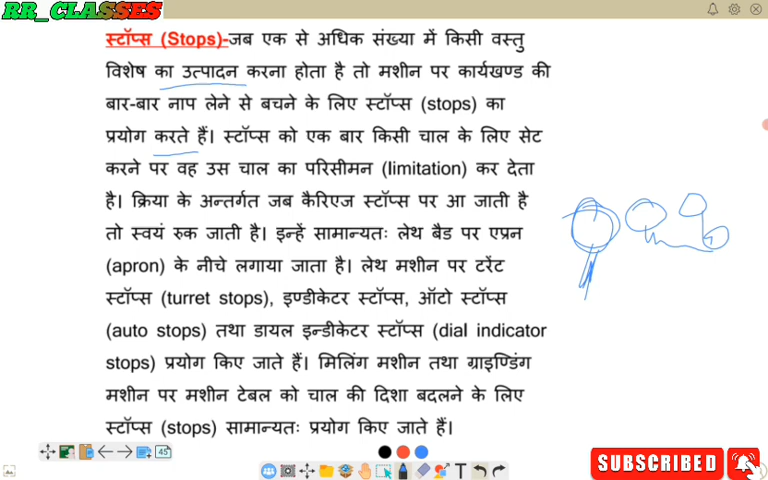 RR_CLASSES
स्टॉप्स (Stops)-जब एक से अधिक संख्या में किसी वस्तु
विशेष का उत्पादन करना होता है तो मशीन पर कार्यखण्ड की
बार-बार नाप लेने से बचने के लिए स्टॉप्स (stops) का
प्रयोग करते हैं। स्टॉप्स को एक बार किसी चाल के लिए सेट
करने पर वह उस चाल का परिसीमन (limitation) कर देता
है। क्रिया के अन्तर्गत जब कैरिएज स्टॉप्स पर आ जाती है
तो स्वयं रुक जाती है। इन्हें सामान्यतः लेथ बैड पर एप्रन
(apron) के नीचे लगाया जाता है। लेथ मशीन पर टरेंट
स्टॉप्स (turret stops), इण्डीकेटर स्टॉप्स, ऑटो स्टॉप्स
(auto stops) तथा डायल इन्डीकेटर स्टॉप्स (dial indicator
stops) प्रयोग किए जाते हैं। मिलिंग मशीन तथा ग्राइण्डिंग
मशीन पर मशीन टेबल को चाल की दिशा बदलने के लिए
स्टॉप्स (stops) सामान्यतः प्रयोग किए जाते हैं।
45
T
SUBSCRIBED